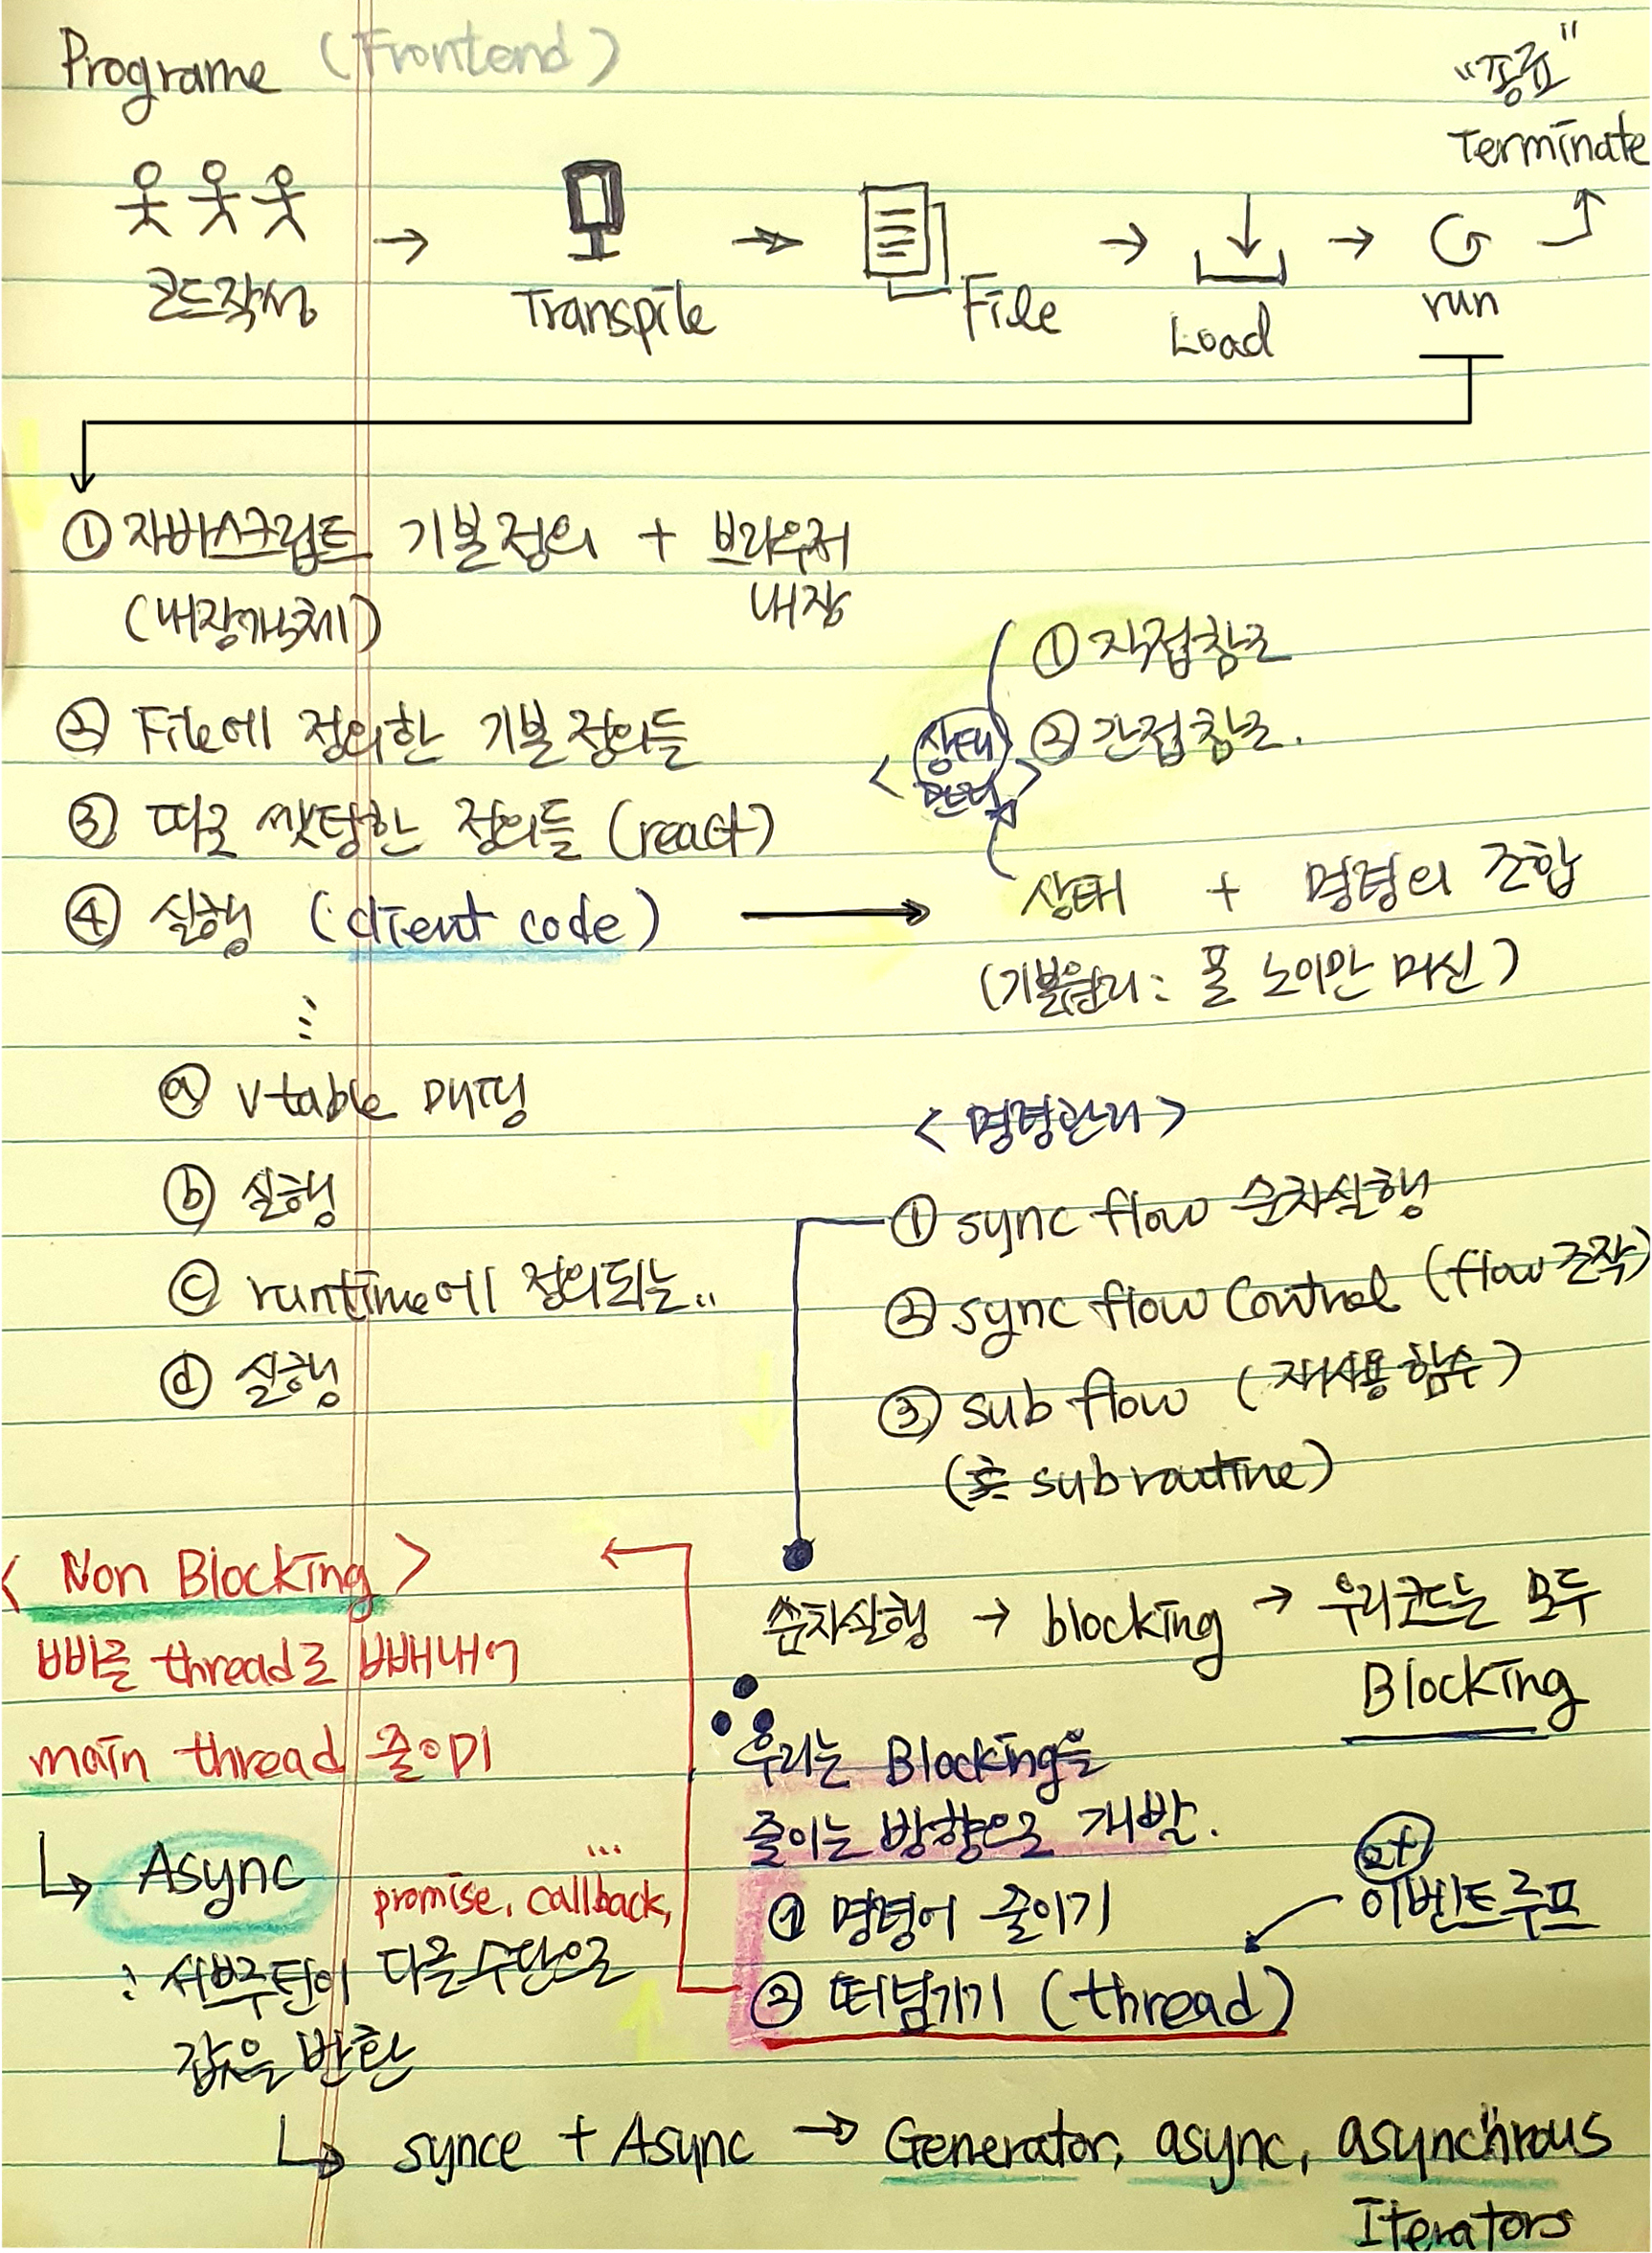 Programe (Frontend)
"종료"
Terminate
코드작성
Transpile
File
Load
run
① 자바스크립트 기본정의 + 브라우저
(내장객체) 내장
② File에 정의한 기본정의들
③ 따로 셋팅한 정의들 (react)
④ 실행 (client code)
ⓐ vtable 매핑
ⓑ 실행
ⓒ runtime에 정의되는..
ⓓ 실행
① 직접참조
② 간접참조.
<상태
관리>
상태 + 명령의 조합
(기본원리: 폰 노이만 머신)
<명령관리>
① sync flow 순차실행
② sync flow Control (flow 조작)
③ sub flow (재사용 함수)
(sub routine)
순차실행 → blocking → 우리코드는 모두
Blocking
우리는 Blocking을
줄이는 방향으로 개발.
① 명령어 줄이기
② 떠넘기기 (thread)
2+
이벤트루프
<Non Blocking>
빠른 thread로 빼내어
main thread 줄이미
Async
...
promise, callback,
: 서브루틴이 다른수단으로
값을 반환
synce + Async → Generator, async, asynchrous
Iterators